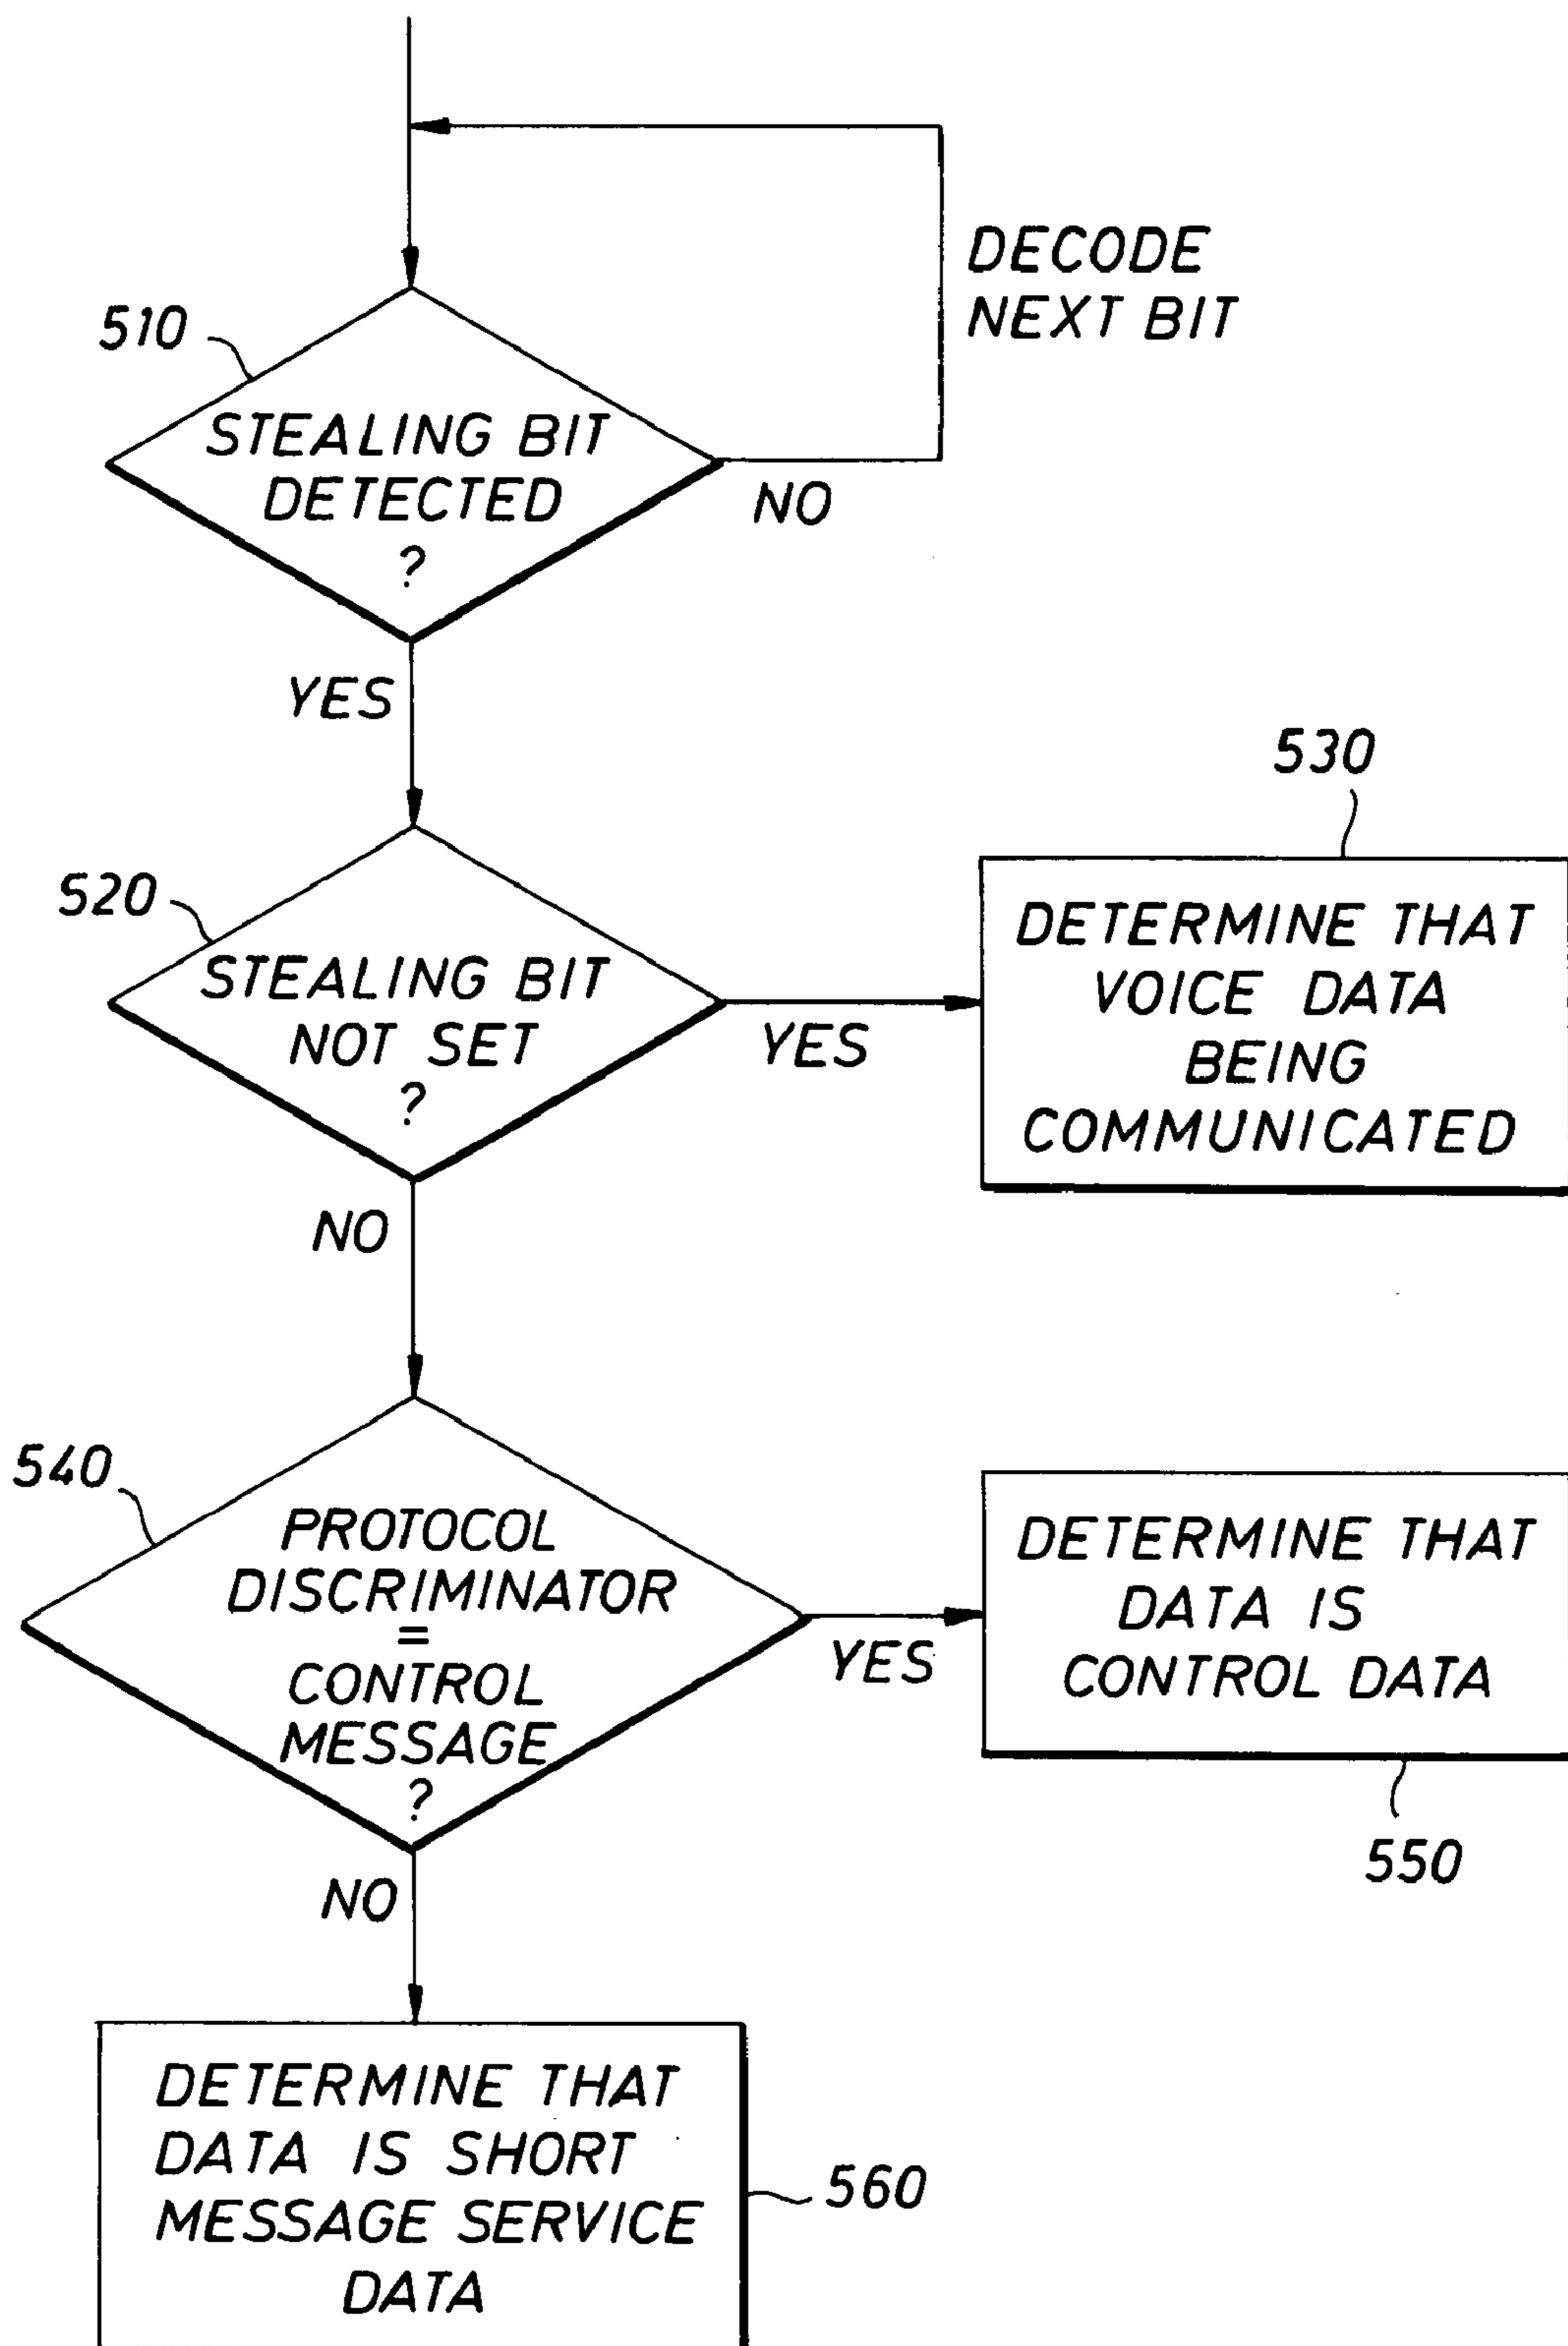 DECODE
NEXT BIT
510
STEALING BIT
DETECTED
?
NO
YES
520
STEALING BIT
NOT SET
?
YES
530
DETERMINE THAT
VOICE DATA
BEING
COMMUNICATED
NO
540
PROTOCOL
DISCRIMINATOR
=
CONTROL
MESSAGE
?
YES
DETERMINE THAT
DATA IS
CONTROL DATA
550
NO
DETERMINE THAT
DATA IS SHORT
MESSAGE SERVICE
DATA
560